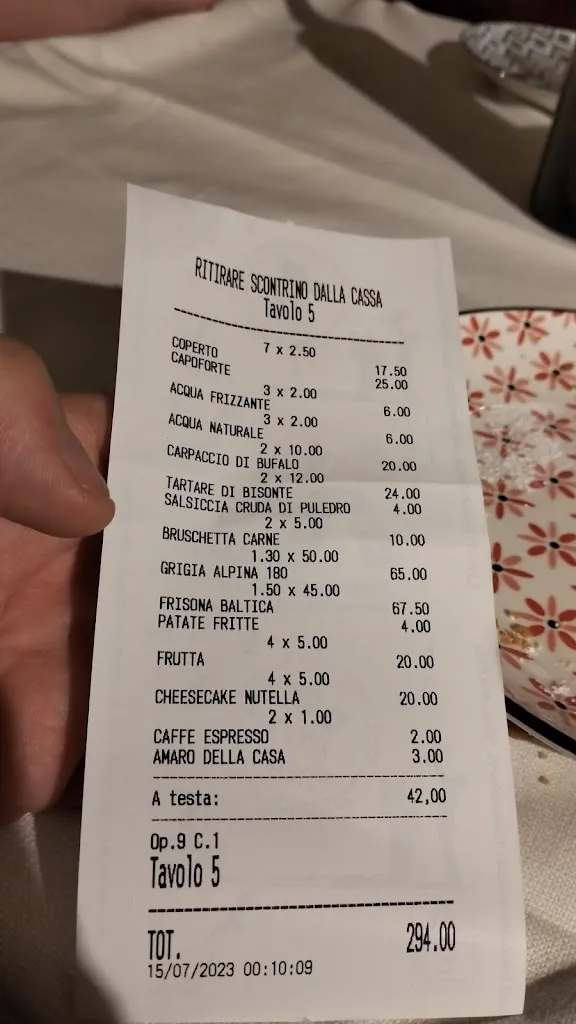 RITIRARE SCONTRINO DALLA CASSA
Tavolo 5
7 x 2.50
COPERTO 17.50
CAPOFORTE 25.00
3 x 2.00
ACQUA FRIZZANTE 6.00
3 x 2.00
ACQUA NATURALE 6.00
2 x 10.00
CARPACCIO DI BUFALO 20.00
2 x 12.00
TARTARE DI BISONTE 24.00
SALSICCIA CRUDA DI PULEDRO 4.00
2 x 5.00
BRUSCHETTA CARNE 10.00
1.30 x 50.00
GRIGIA ALPINA 180 65.00
1.50 x 45.00
FRISONA BALTICA 67.50
PATATE FRITTE 4.00
4 x 5.00
FRUTTA 20.00
4 x 5.00
CHEESECAKE NUTELLA 20.00
2 x 1.00
CAFFE ESPRESSO 2.00
AMARO DELLA CASA 3.00
A testa: 42,00
Op.9 C.1
Tavolo 5
TOT. 294.00
15/07/2023 00:10:09